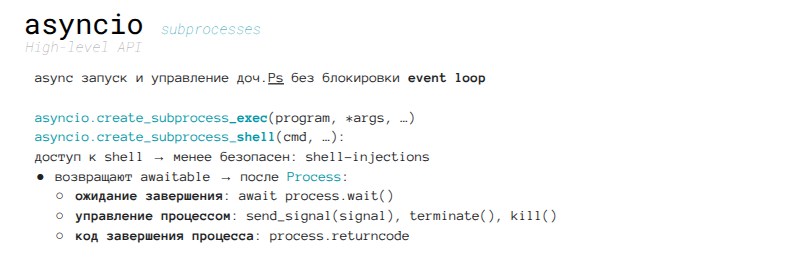 asyncio subprocesses
High-level API
async запуск и управление доч.Ps без блокировки event loop
asyncio.create_subprocess_exec(program, *args, …)
asyncio.create_subprocess_shell(cmd, …):
доступ к shell → менее безопасен: shell-injections
● возвращают awaitable → после Process:
○ ожидание завершения: await process.wait()
○ управление процессом: send_signal(signal), terminate(), kill()
○ код завершения процесса: process.returncode